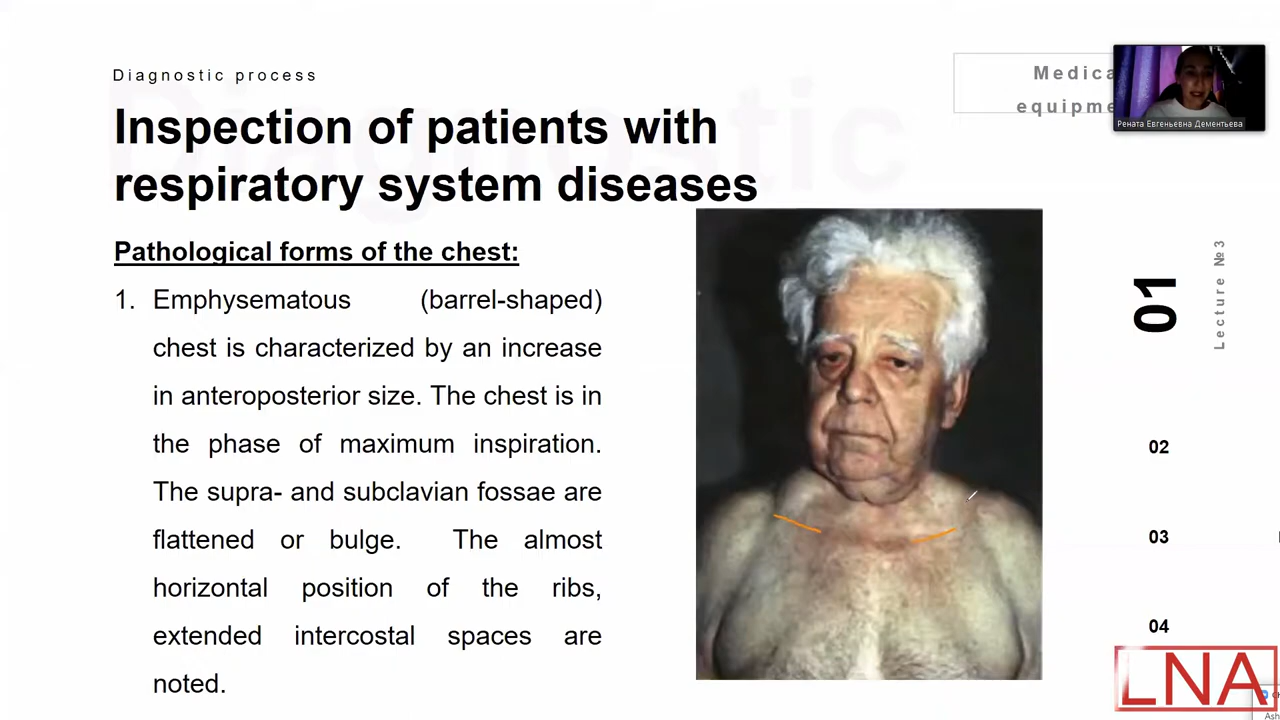 Diagnostic process
Medica
equipme
Inspection of patients with
respiratory system diseases
Рената Евгеньевна Дементьева
Pathological forms of the chest:
1. Emphysematous (barrel-shaped)
chest is characterized by an increase
in anteroposterior size. The chest is in
the phase of maximum inspiration.
The supra- and subclavian fossae are
flattened or bulge. The almost
horizontal position of the ribs,
extended intercostal spaces are
noted.
01
Lecture №3
02
03
04
LNA